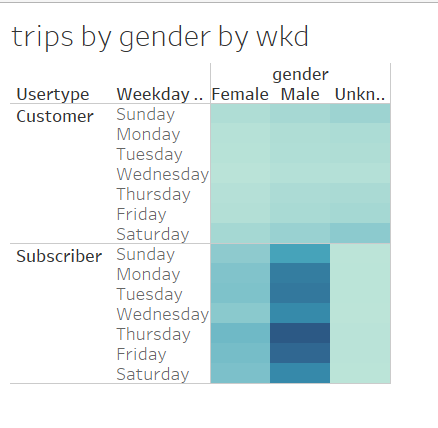 trips by gender by wkd
gender
Usertype Weekday .. Female Male Unkn..
Customer Sunday
Monday
Tuesday
Wednesday
Thursday
Friday
Saturday
Subscriber Sunday
Monday
Tuesday
Wednesday
Thursday
Friday
Saturday